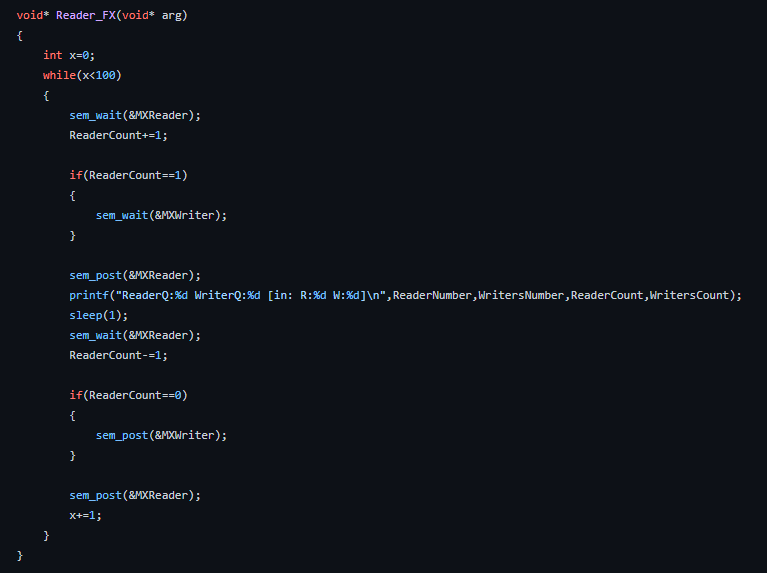 void* Reader_FX(void* arg)
{
    int x=0;
    while(x<100)
    {
        sem_wait(&MXReader);
        ReaderCount+=1;

        if(ReaderCount==1)
        {
            sem_wait(&MXWriter);
        }

        sem_post(&MXReader);
        printf("ReaderQ:%d WriterQ:%d [in: R:%d W:%d]\n",ReaderNumber,WritersNumber,ReaderCount,WritersCount);
        sleep(1);
        sem_wait(&MXReader);
        ReaderCount-=1;

        if(ReaderCount==0)
        {
            sem_post(&MXWriter);
        }

        sem_post(&MXReader);
        x+=1;
    }
}